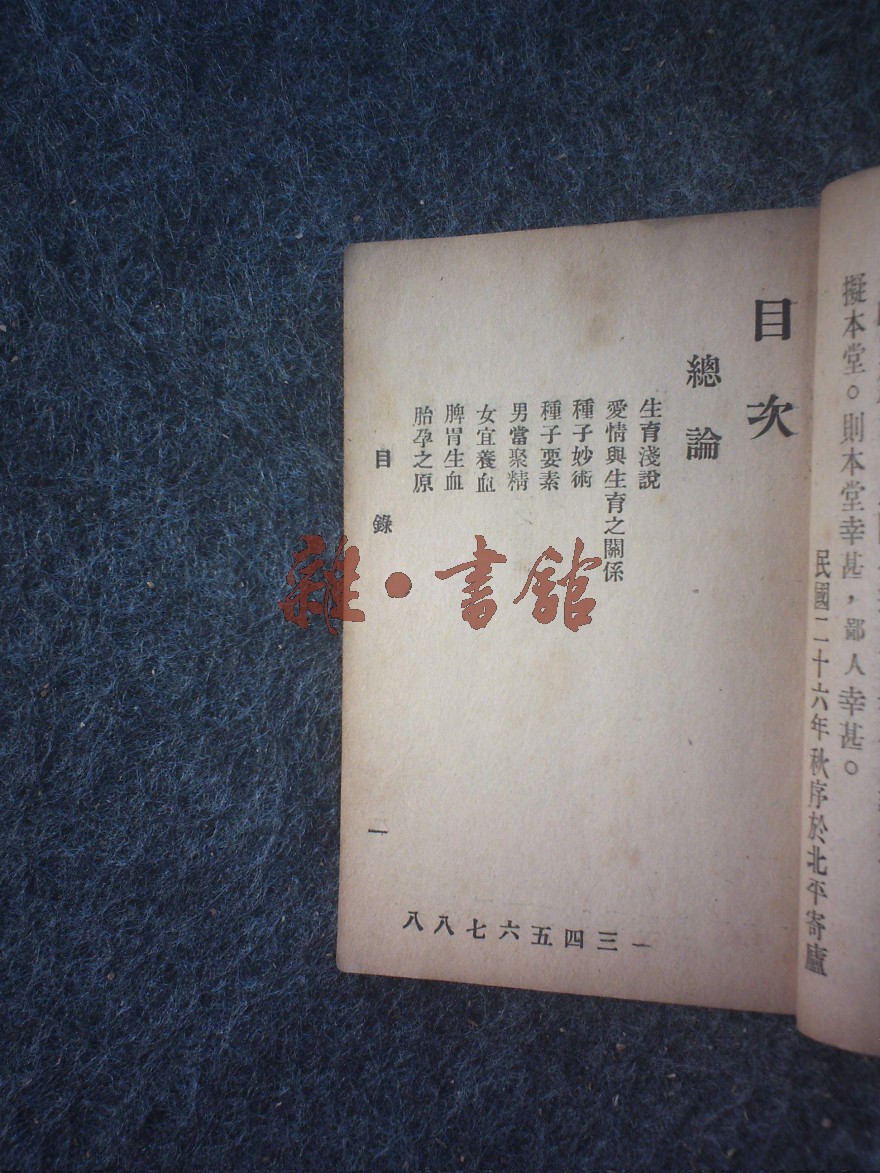 擬本堂。則本堂幸甚，鄙人幸甚。
民國二十六年秋序於北平寄廬
目次
總論
生育淺說 一
愛情與生育之關係 三
種子妙術 四
種子要素 五
男當聚精 六
女宜養血 七
脾胃生血 八
胎孕之原 八
目錄 一
雜·書館